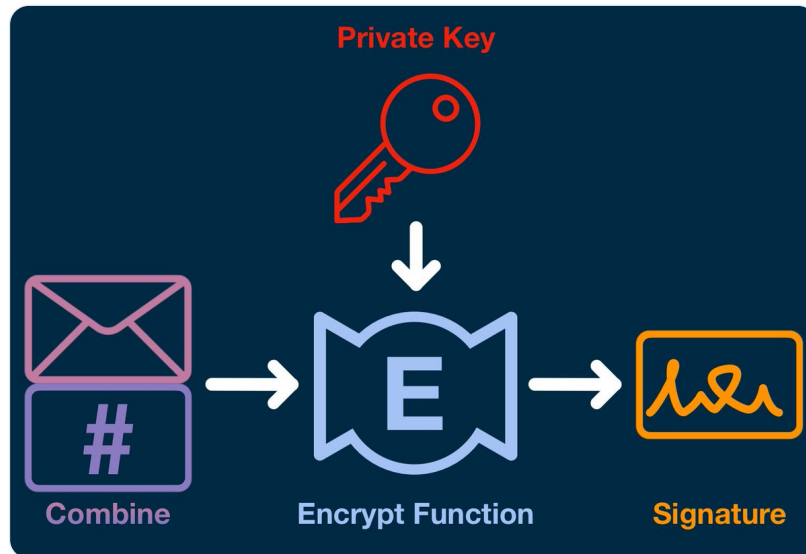 Private Key
#
E
Combine
Encrypt Function
Signature